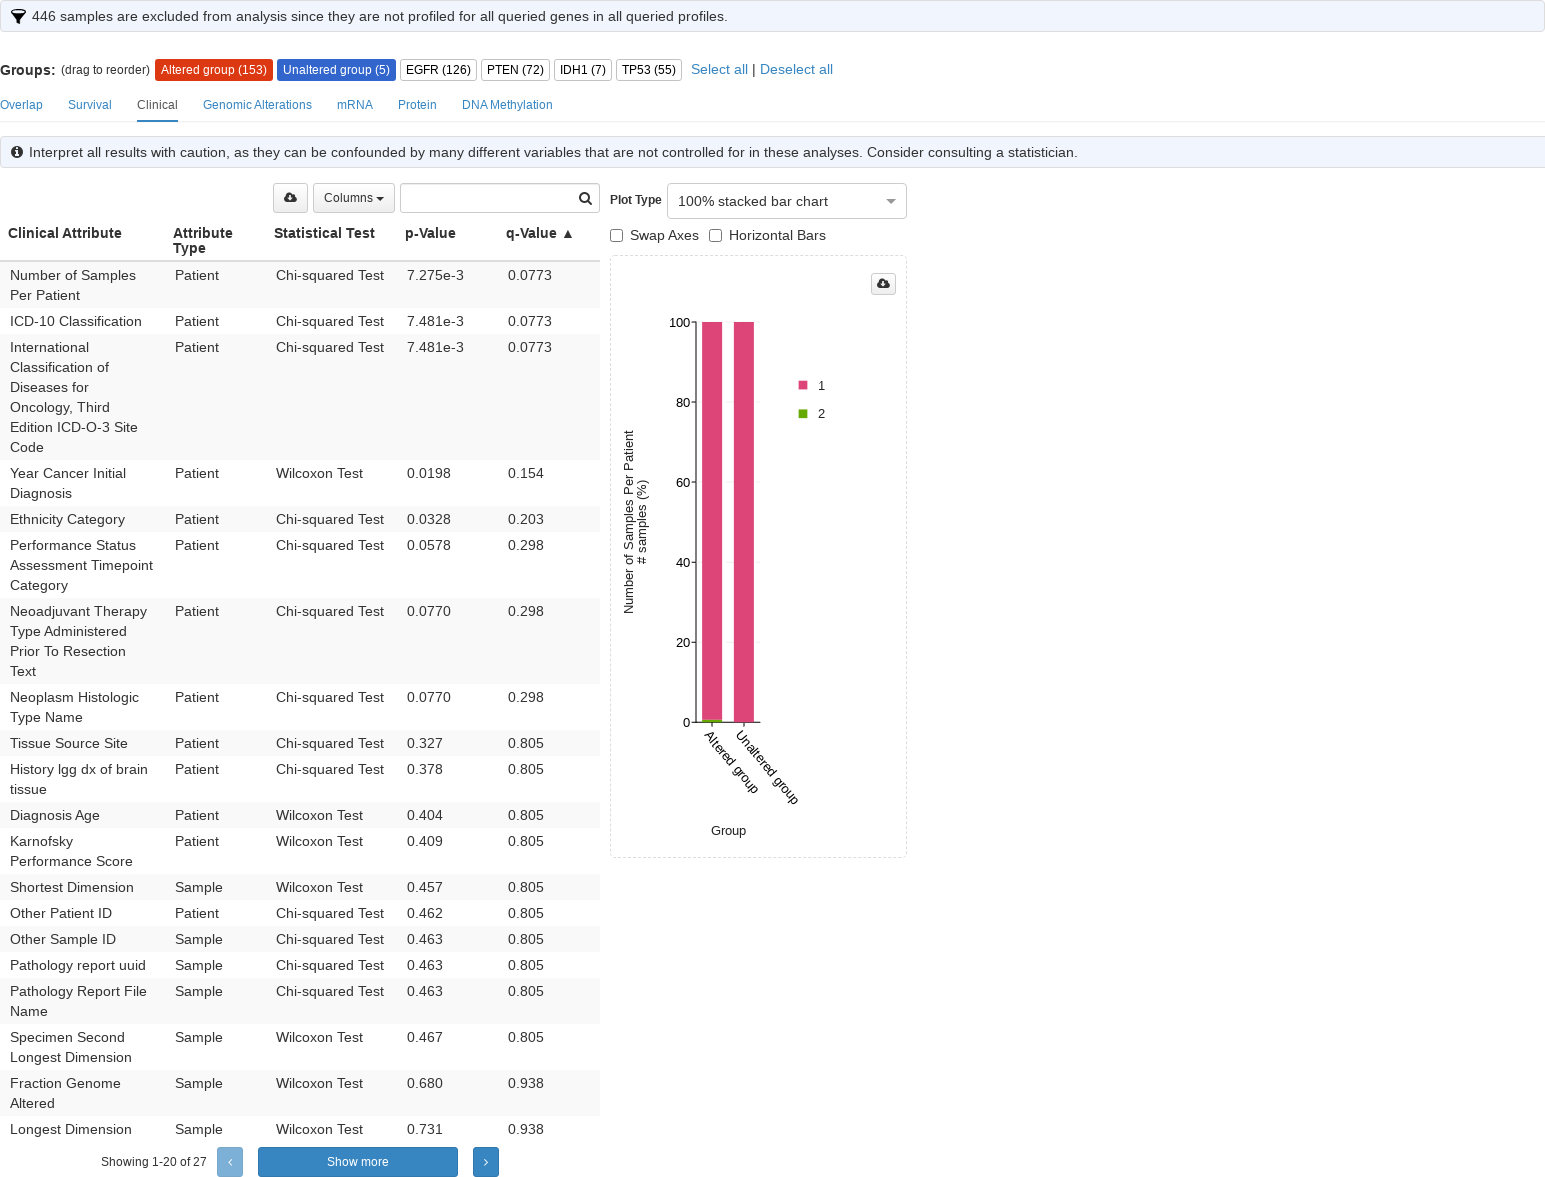 446 samples are excluded from analysis since they are not profiled for all queried genes in all queried profiles.
Groups: (drag to reorder) Altered group (153) Unaltered group (5) EGFR (126) PTEN (72) IDH1 (7) TP53 (55) Select all | Deselect all
Overlap Survival Clinical Genomic Alterations mRNA Protein DNA Methylation
Interpret all results with caution, as they can be confounded by many different variables that are not controlled for in these analyses. Consider consulting a statistician.
Columns
Clinical Attribute Attribute Type Statistical Test p-Value q-Value ▲
Number of Samples Per Patient Patient Chi-squared Test 7.275e-3 0.0773
ICD-10 Classification Patient Chi-squared Test 7.481e-3 0.0773
International Classification of Diseases for Oncology, Third Edition ICD-O-3 Site Code Patient Chi-squared Test 7.481e-3 0.0773
Year Cancer Initial Diagnosis Patient Wilcoxon Test 0.0198 0.154
Ethnicity Category Patient Chi-squared Test 0.0328 0.203
Performance Status Assessment Timepoint Category Patient Chi-squared Test 0.0578 0.298
Neoadjuvant Therapy Type Administered Prior To Resection Text Patient Chi-squared Test 0.0770 0.298
Neoplasm Histologic Type Name Patient Chi-squared Test 0.0770 0.298
Tissue Source Site Patient Chi-squared Test 0.327 0.805
History lgg dx of brain tissue Patient Chi-squared Test 0.378 0.805
Diagnosis Age Patient Wilcoxon Test 0.404 0.805
Karnofsky Performance Score Patient Wilcoxon Test 0.409 0.805
Shortest Dimension Sample Wilcoxon Test 0.457 0.805
Other Patient ID Patient Chi-squared Test 0.462 0.805
Other Sample ID Sample Chi-squared Test 0.463 0.805
Pathology report uuid Sample Chi-squared Test 0.463 0.805
Pathology Report File Name Sample Chi-squared Test 0.463 0.805
Specimen Second Longest Dimension Sample Wilcoxon Test 0.467 0.805
Fraction Genome Altered Sample Wilcoxon Test 0.680 0.938
Longest Dimension Sample Wilcoxon Test 0.731 0.938
Showing 1-20 of 27 ‹ Show more ›
Plot Type 100% stacked bar chart
Swap Axes Horizontal Bars
100
80
60
40
20
0
Number of Samples Per Patient
# samples (%)
1
2
Altered group
Unaltered group
Group